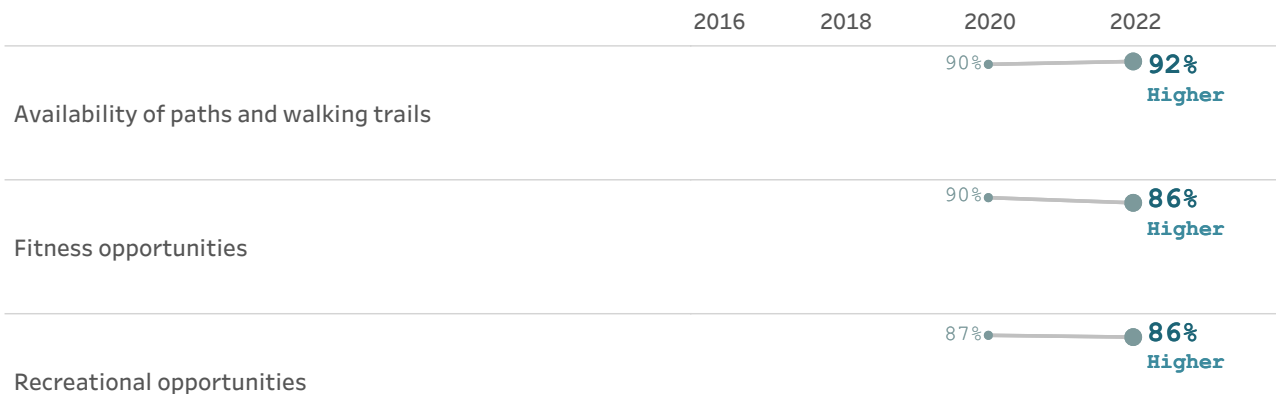 2016 2018 2020 2022
90% 92%
Higher
Availability of paths and walking trails
90% 86%
Higher
Fitness opportunities
87% 86%
Higher
Recreational opportunities